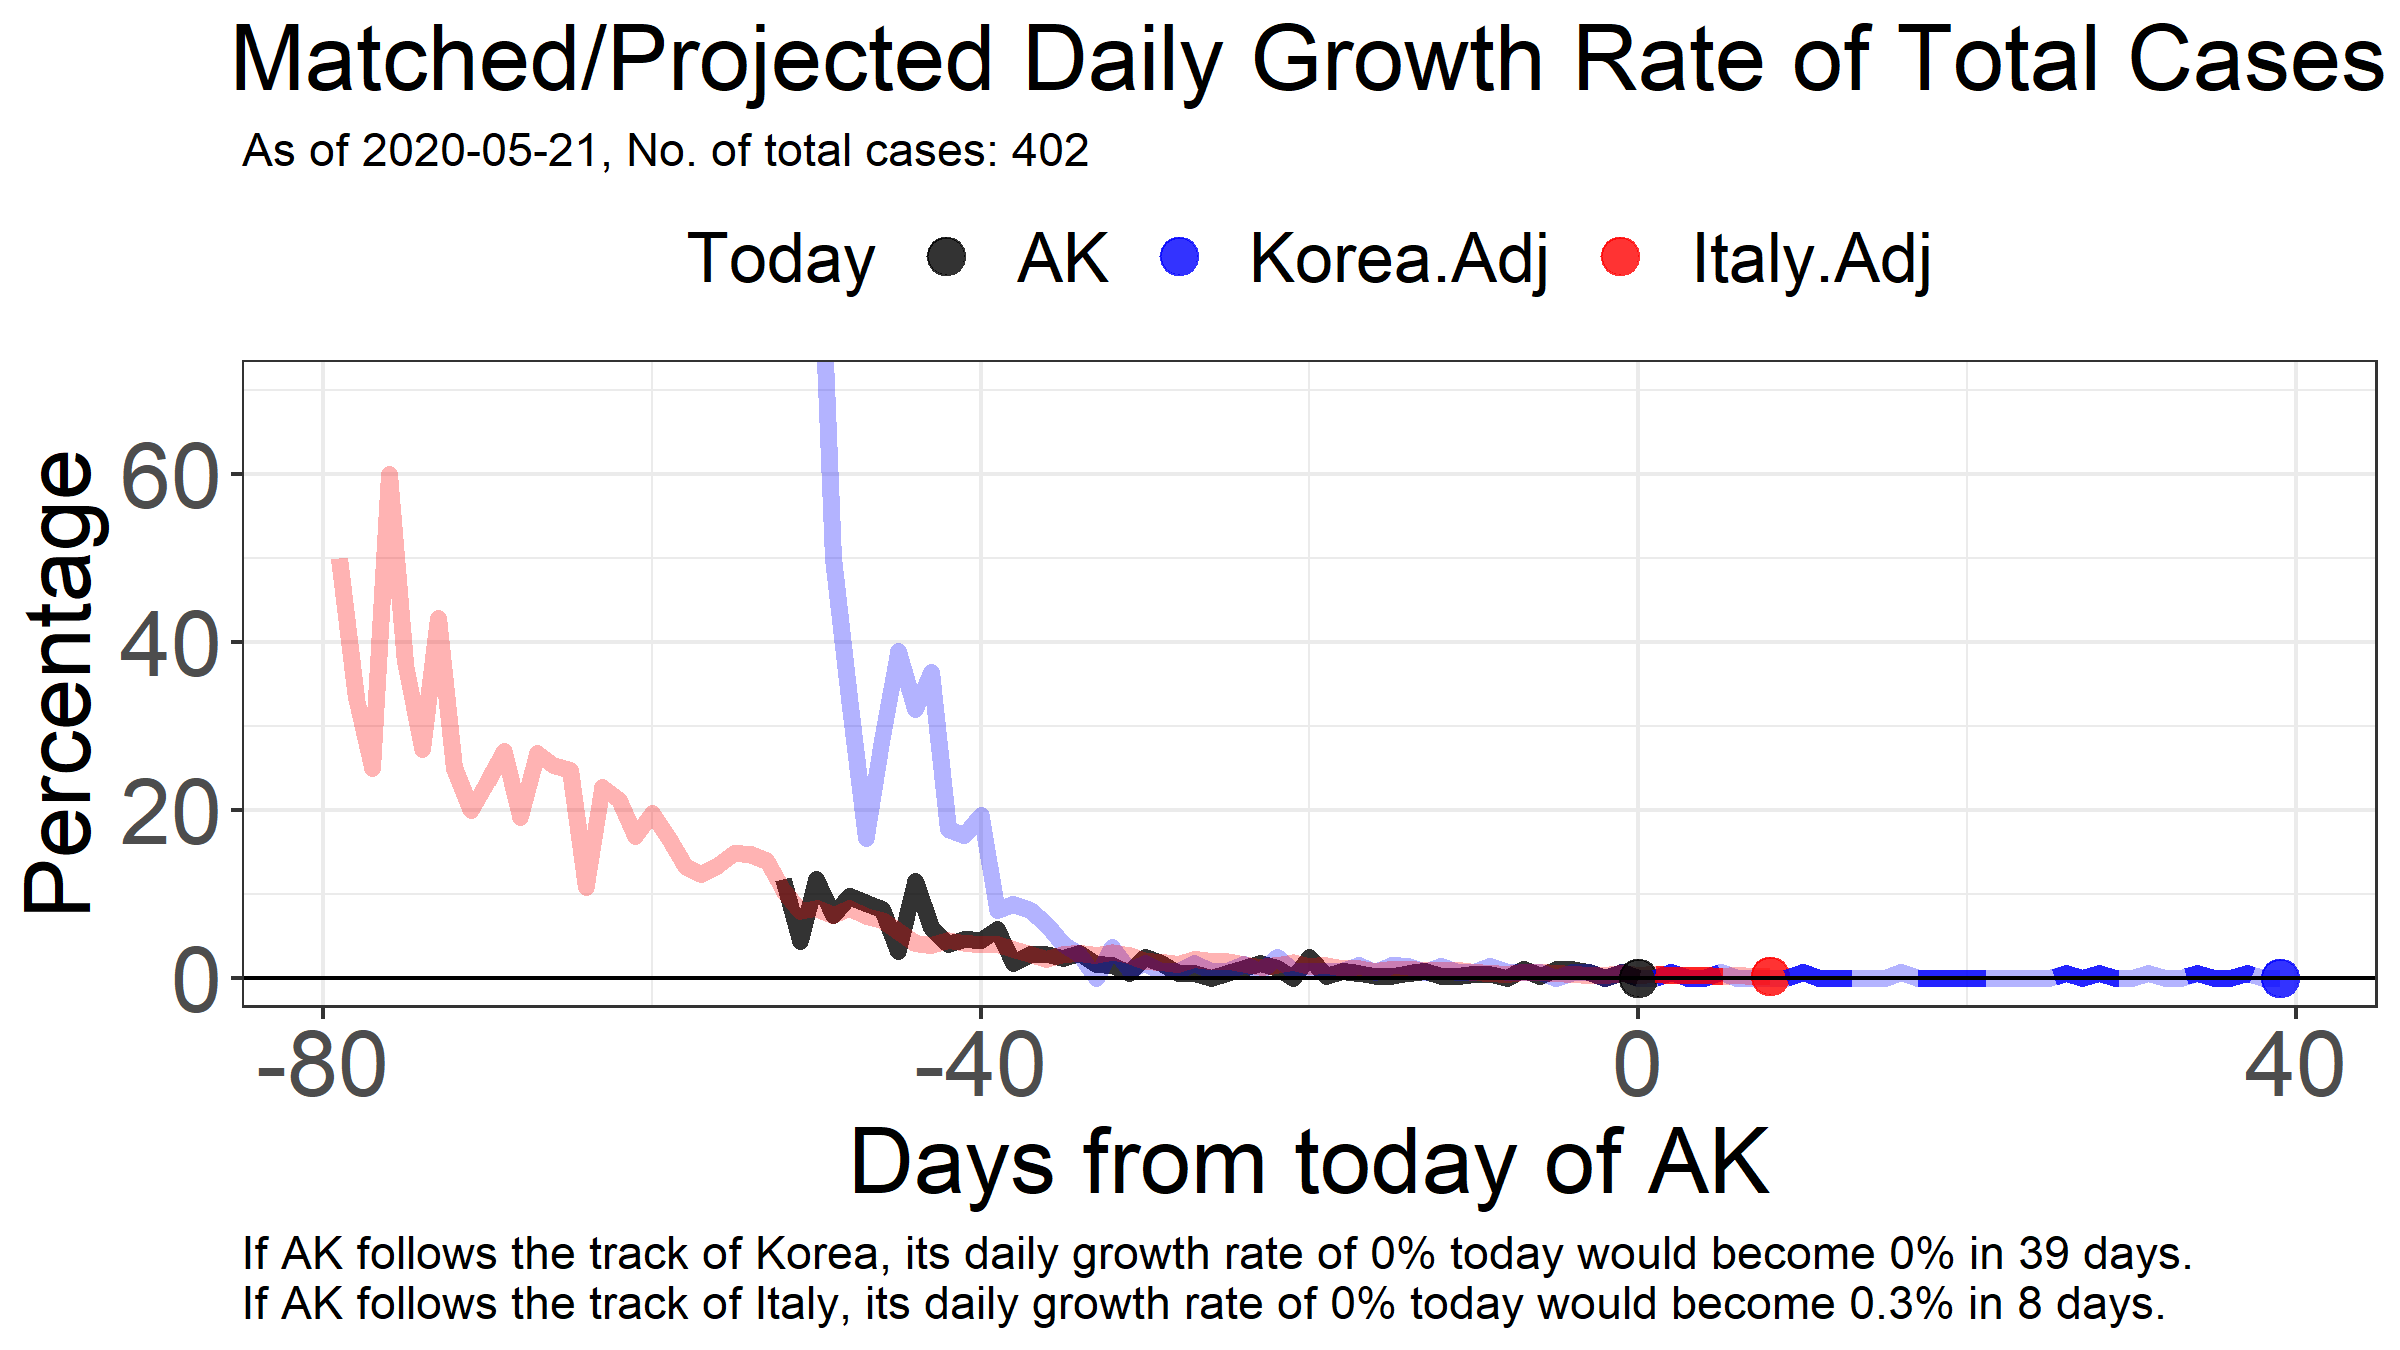 Matched/Projected Daily Growth Rate of Total Cases
As of 2020-05-21, No. of total cases: 402
Today AK Korea.Adj Italy.Adj
Percentage
60
40
20
0
-80 -40 0 40
Days from today of AK
If AK follows the track of Korea, its daily growth rate of 0% today would become 0% in 39 days.
If AK follows the track of Italy, its daily growth rate of 0% today would become 0.3% in 8 days.